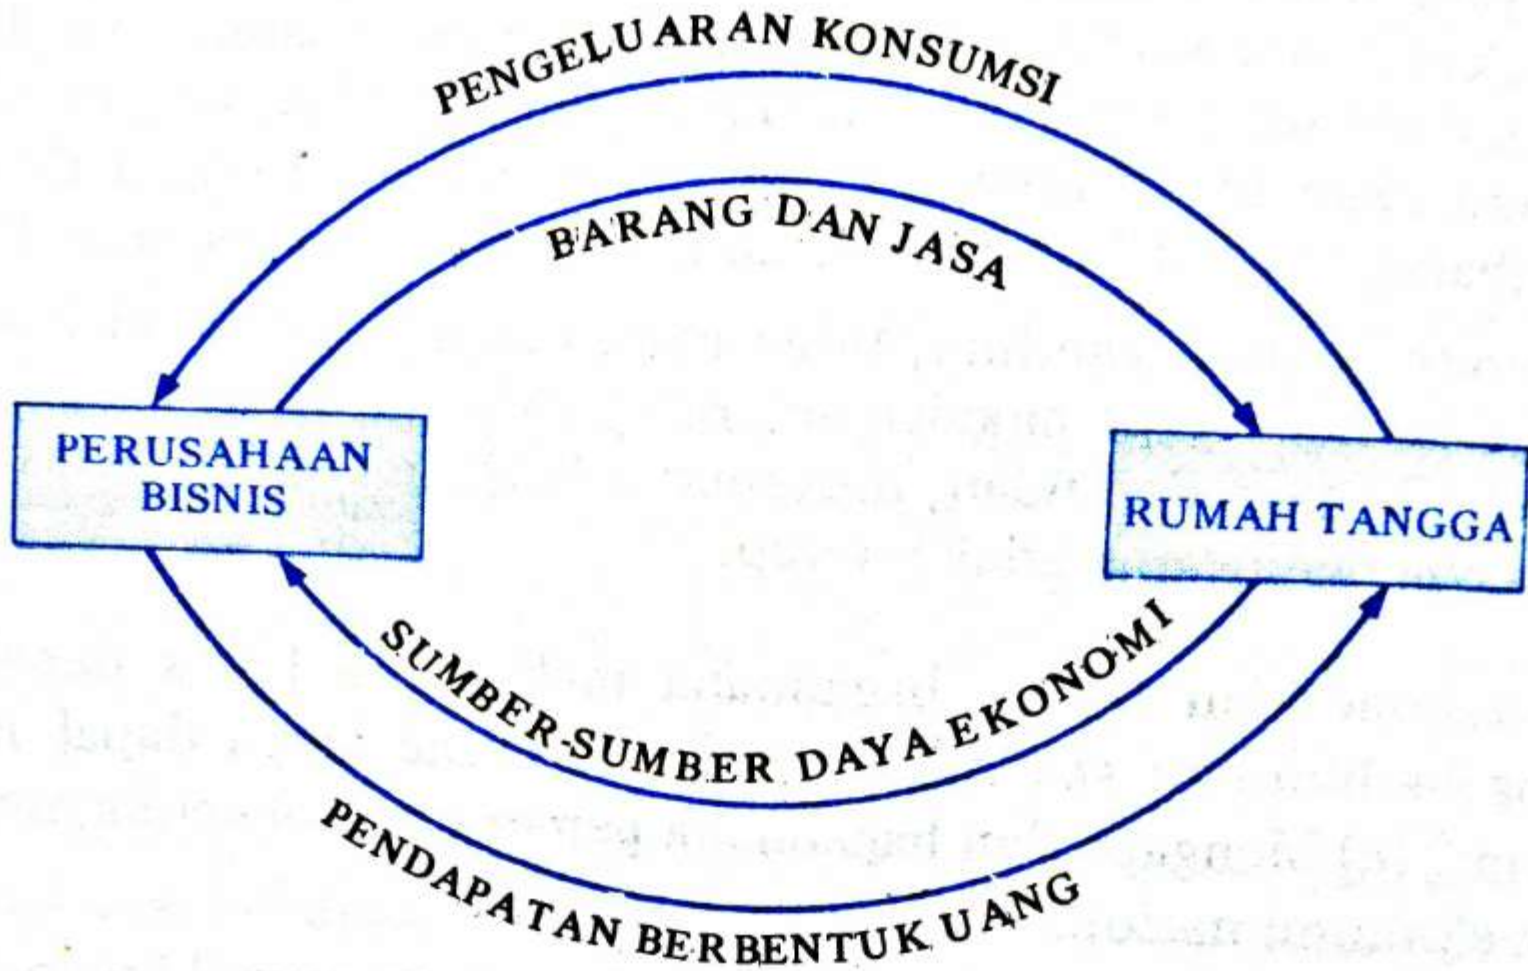 PENGELUARAN KONSUMSI
BARANG DAN JASA
PERUSAHAAN
BISNIS
RUMAH TANGGA
SUMBER-SUMBER DAYA EKONOMI
PENDAPATAN BERBENTUK UANG